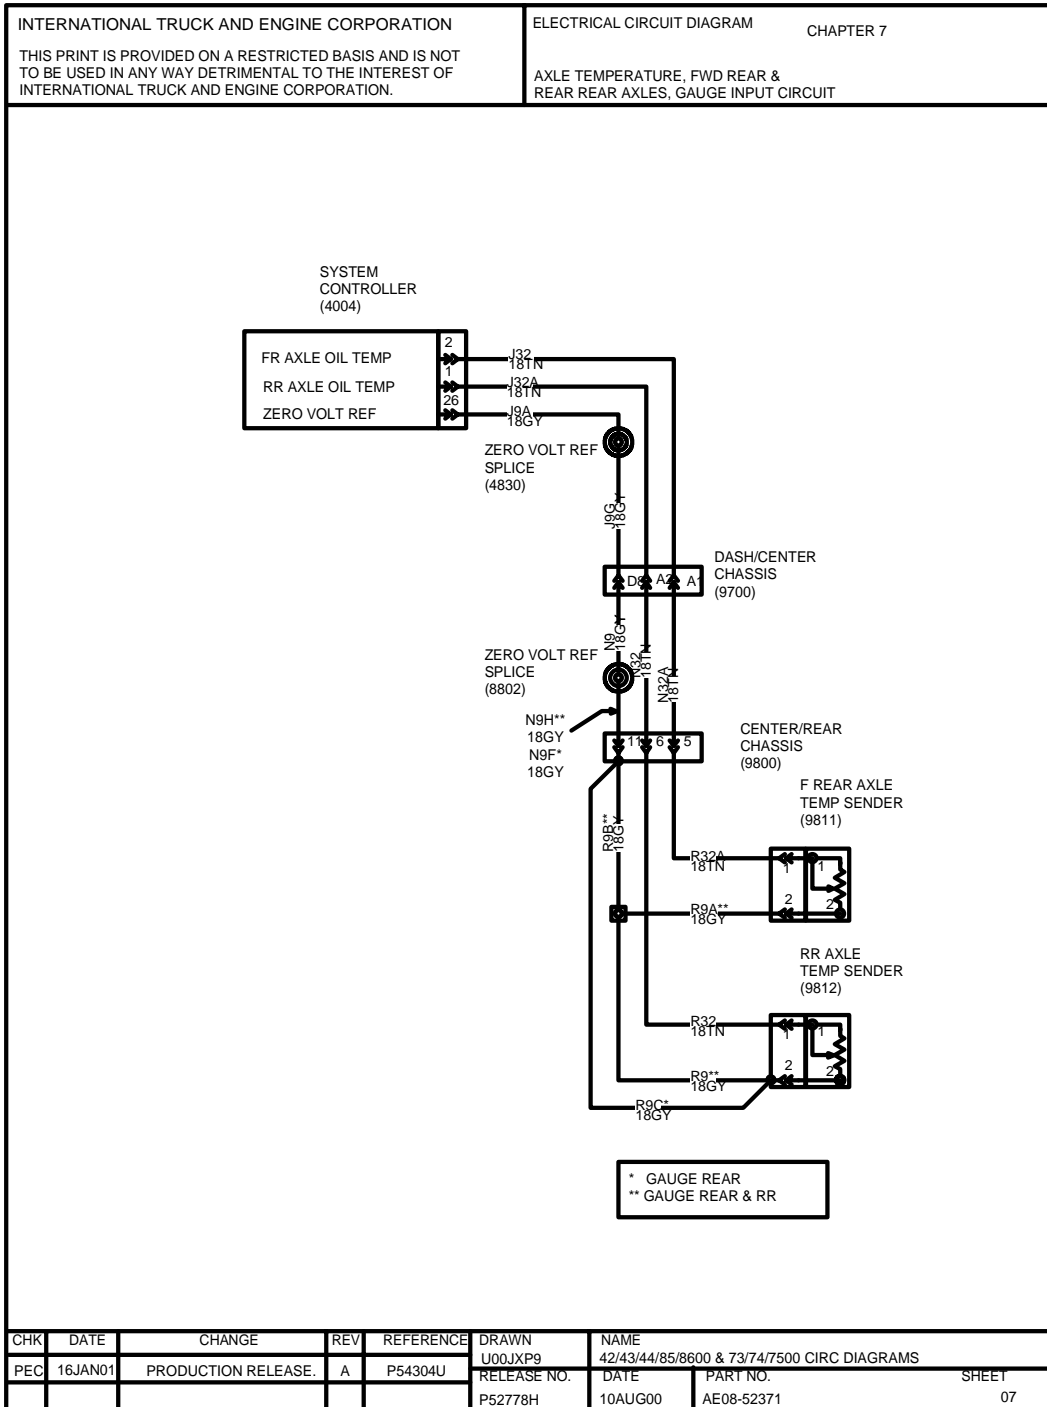 INTERNATIONAL TRUCK AND ENGINE CORPORATION
THIS PRINT IS PROVIDED ON A RESTRICTED BASIS AND IS NOT
TO BE USED IN ANY WAY DETRIMENTAL TO THE INTEREST OF
INTERNATIONAL TRUCK AND ENGINE CORPORATION.
ELECTRICAL CIRCUIT DIAGRAM
CHAPTER 7
AXLE TEMPERATURE, FWD REAR &
REAR REAR AXLES, GAUGE INPUT CIRCUIT
SYSTEM
CONTROLLER
(4004)
FR AXLE OIL TEMP
2
J32
18TN
RR AXLE OIL TEMP
1
J32A
18TN
ZERO VOLT REF
26
J9A
18GY
ZERO VOLT REF
SPLICE
(4830)
J9G
18GY
DASH/CENTER
CHASSIS
(9700)
D8
A2
A1
N9
18GY
N32
18TN
N32A
18TN
ZERO VOLT REF
SPLICE
(8802)
N9H**
18GY
N9F*
18GY
CENTER/REAR
CHASSIS
(9800)
11
6
5
F REAR AXLE
TEMP SENDER
(9811)
R9B**
18GY
R32A
18TN
1
1
R9A**
18GY
2
2
RR AXLE
TEMP SENDER
(9812)
R32
18TN
1
1
R9**
18GY
2
2
R9C*
18GY
* GAUGE REAR
** GAUGE REAR & RR
CHK DATE CHANGE REV REFERENCE
PEC 16JAN01 PRODUCTION RELEASE. A P54304U
DRAWN
U00JXP9
NAME
42/43/44/85/8600 & 73/74/7500 CIRC DIAGRAMS
RELEASE NO.
P52778H
DATE
10AUG00
PART NO.
AE08-52371
SHEET
07